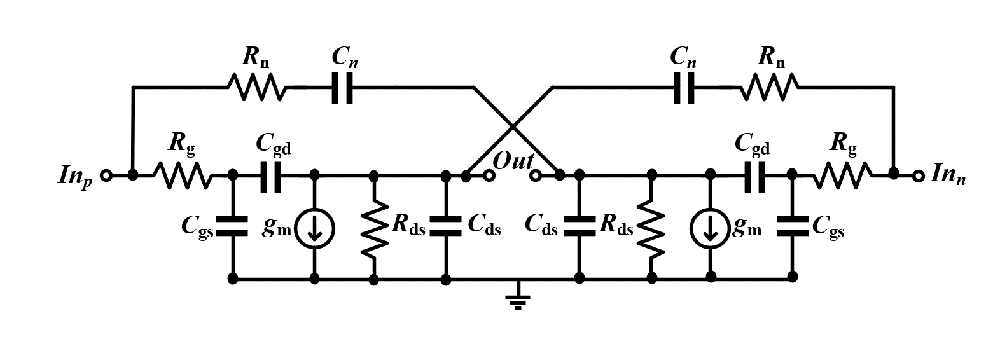 Rn Cn Cn Rn
Rg Cgd Cgd Rg
Inp Out Inn
Cgs gm Rds Cds Cds Rds gm Cgs